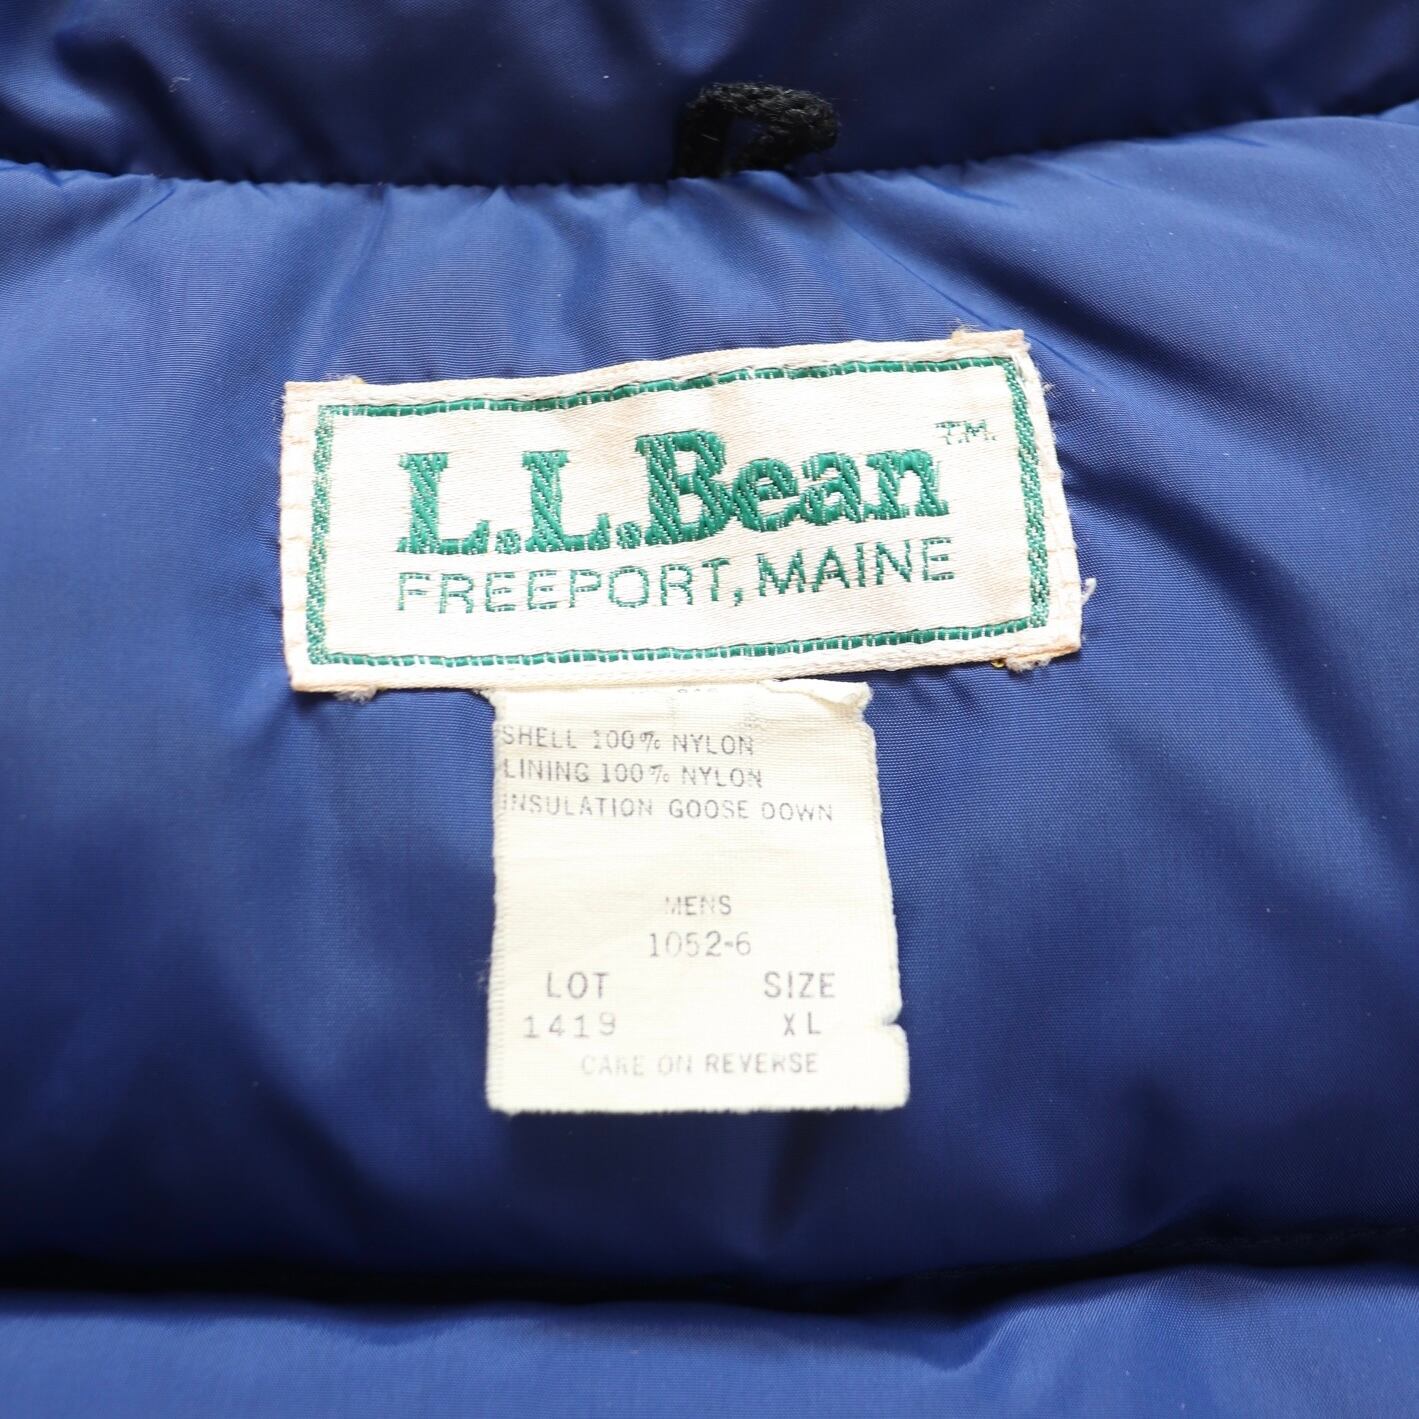 L.L.Bean T.M.
FREEPORT, MAINE
SHELL 100% NYLON
LINING 100% NYLON
INSULATION GOOSE DOWN
MENS
1052-6
LOT SIZE
1419 XL
CARE ON REVERSE